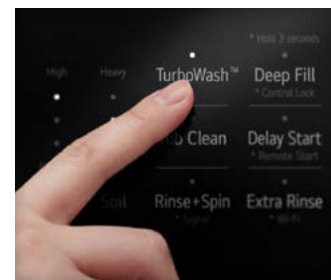 * Hold 3 seconds
High Heavy TurboWash™ Deep Fill
* Control Lock
Clean Delay Start
* Remote Start
Soil Rinse+Spin Extra Rinse
* Signal * Wi-Fi